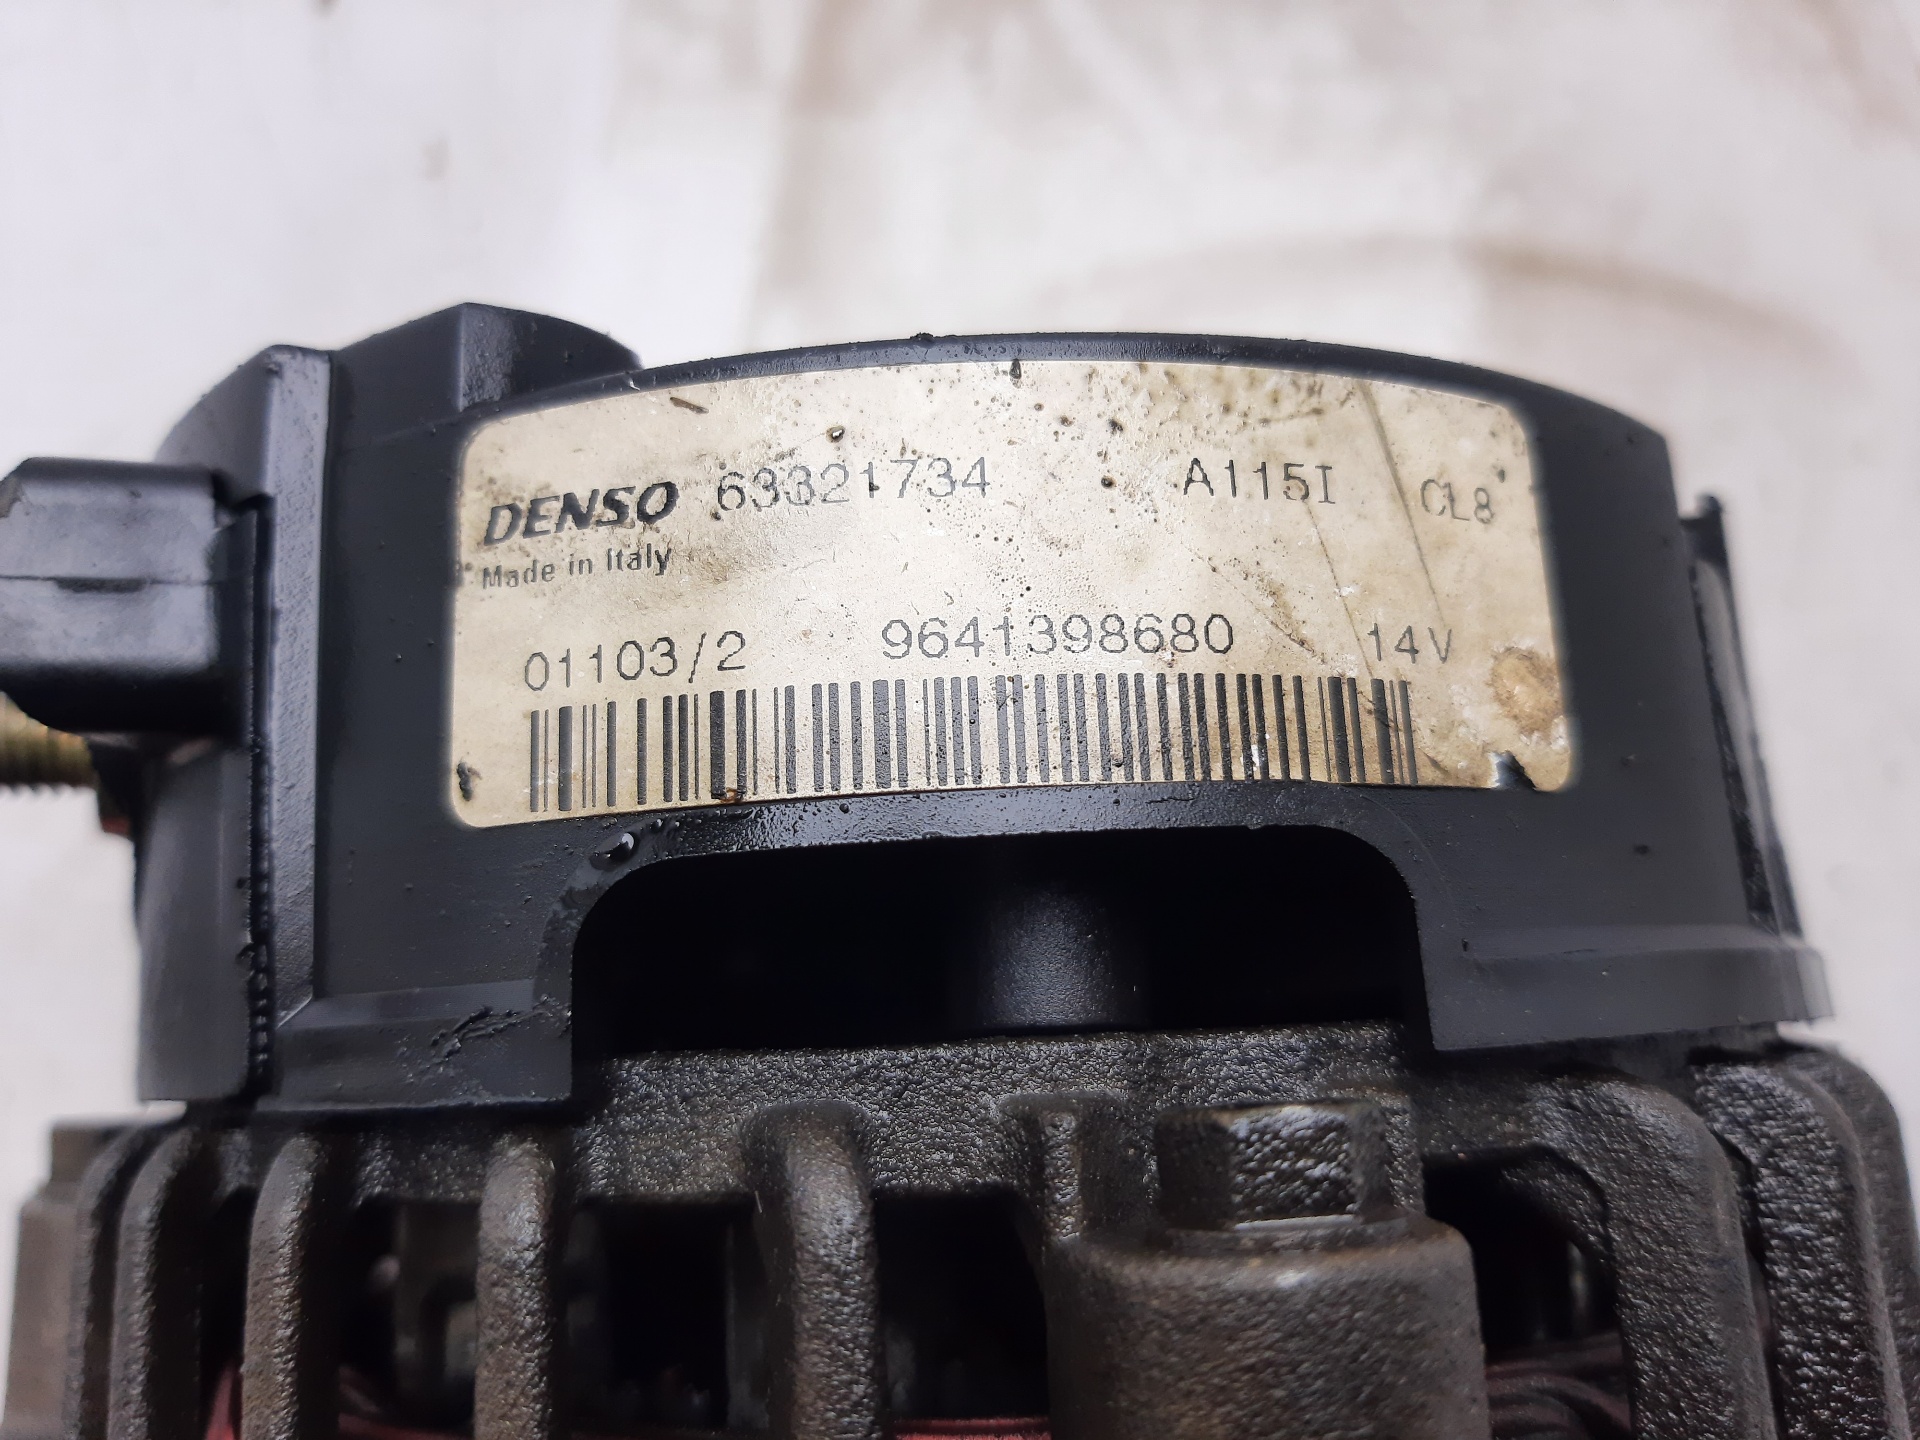 DENSO 63321734 A115I CL8
Made in Italy
01103/2 9641398680 14V